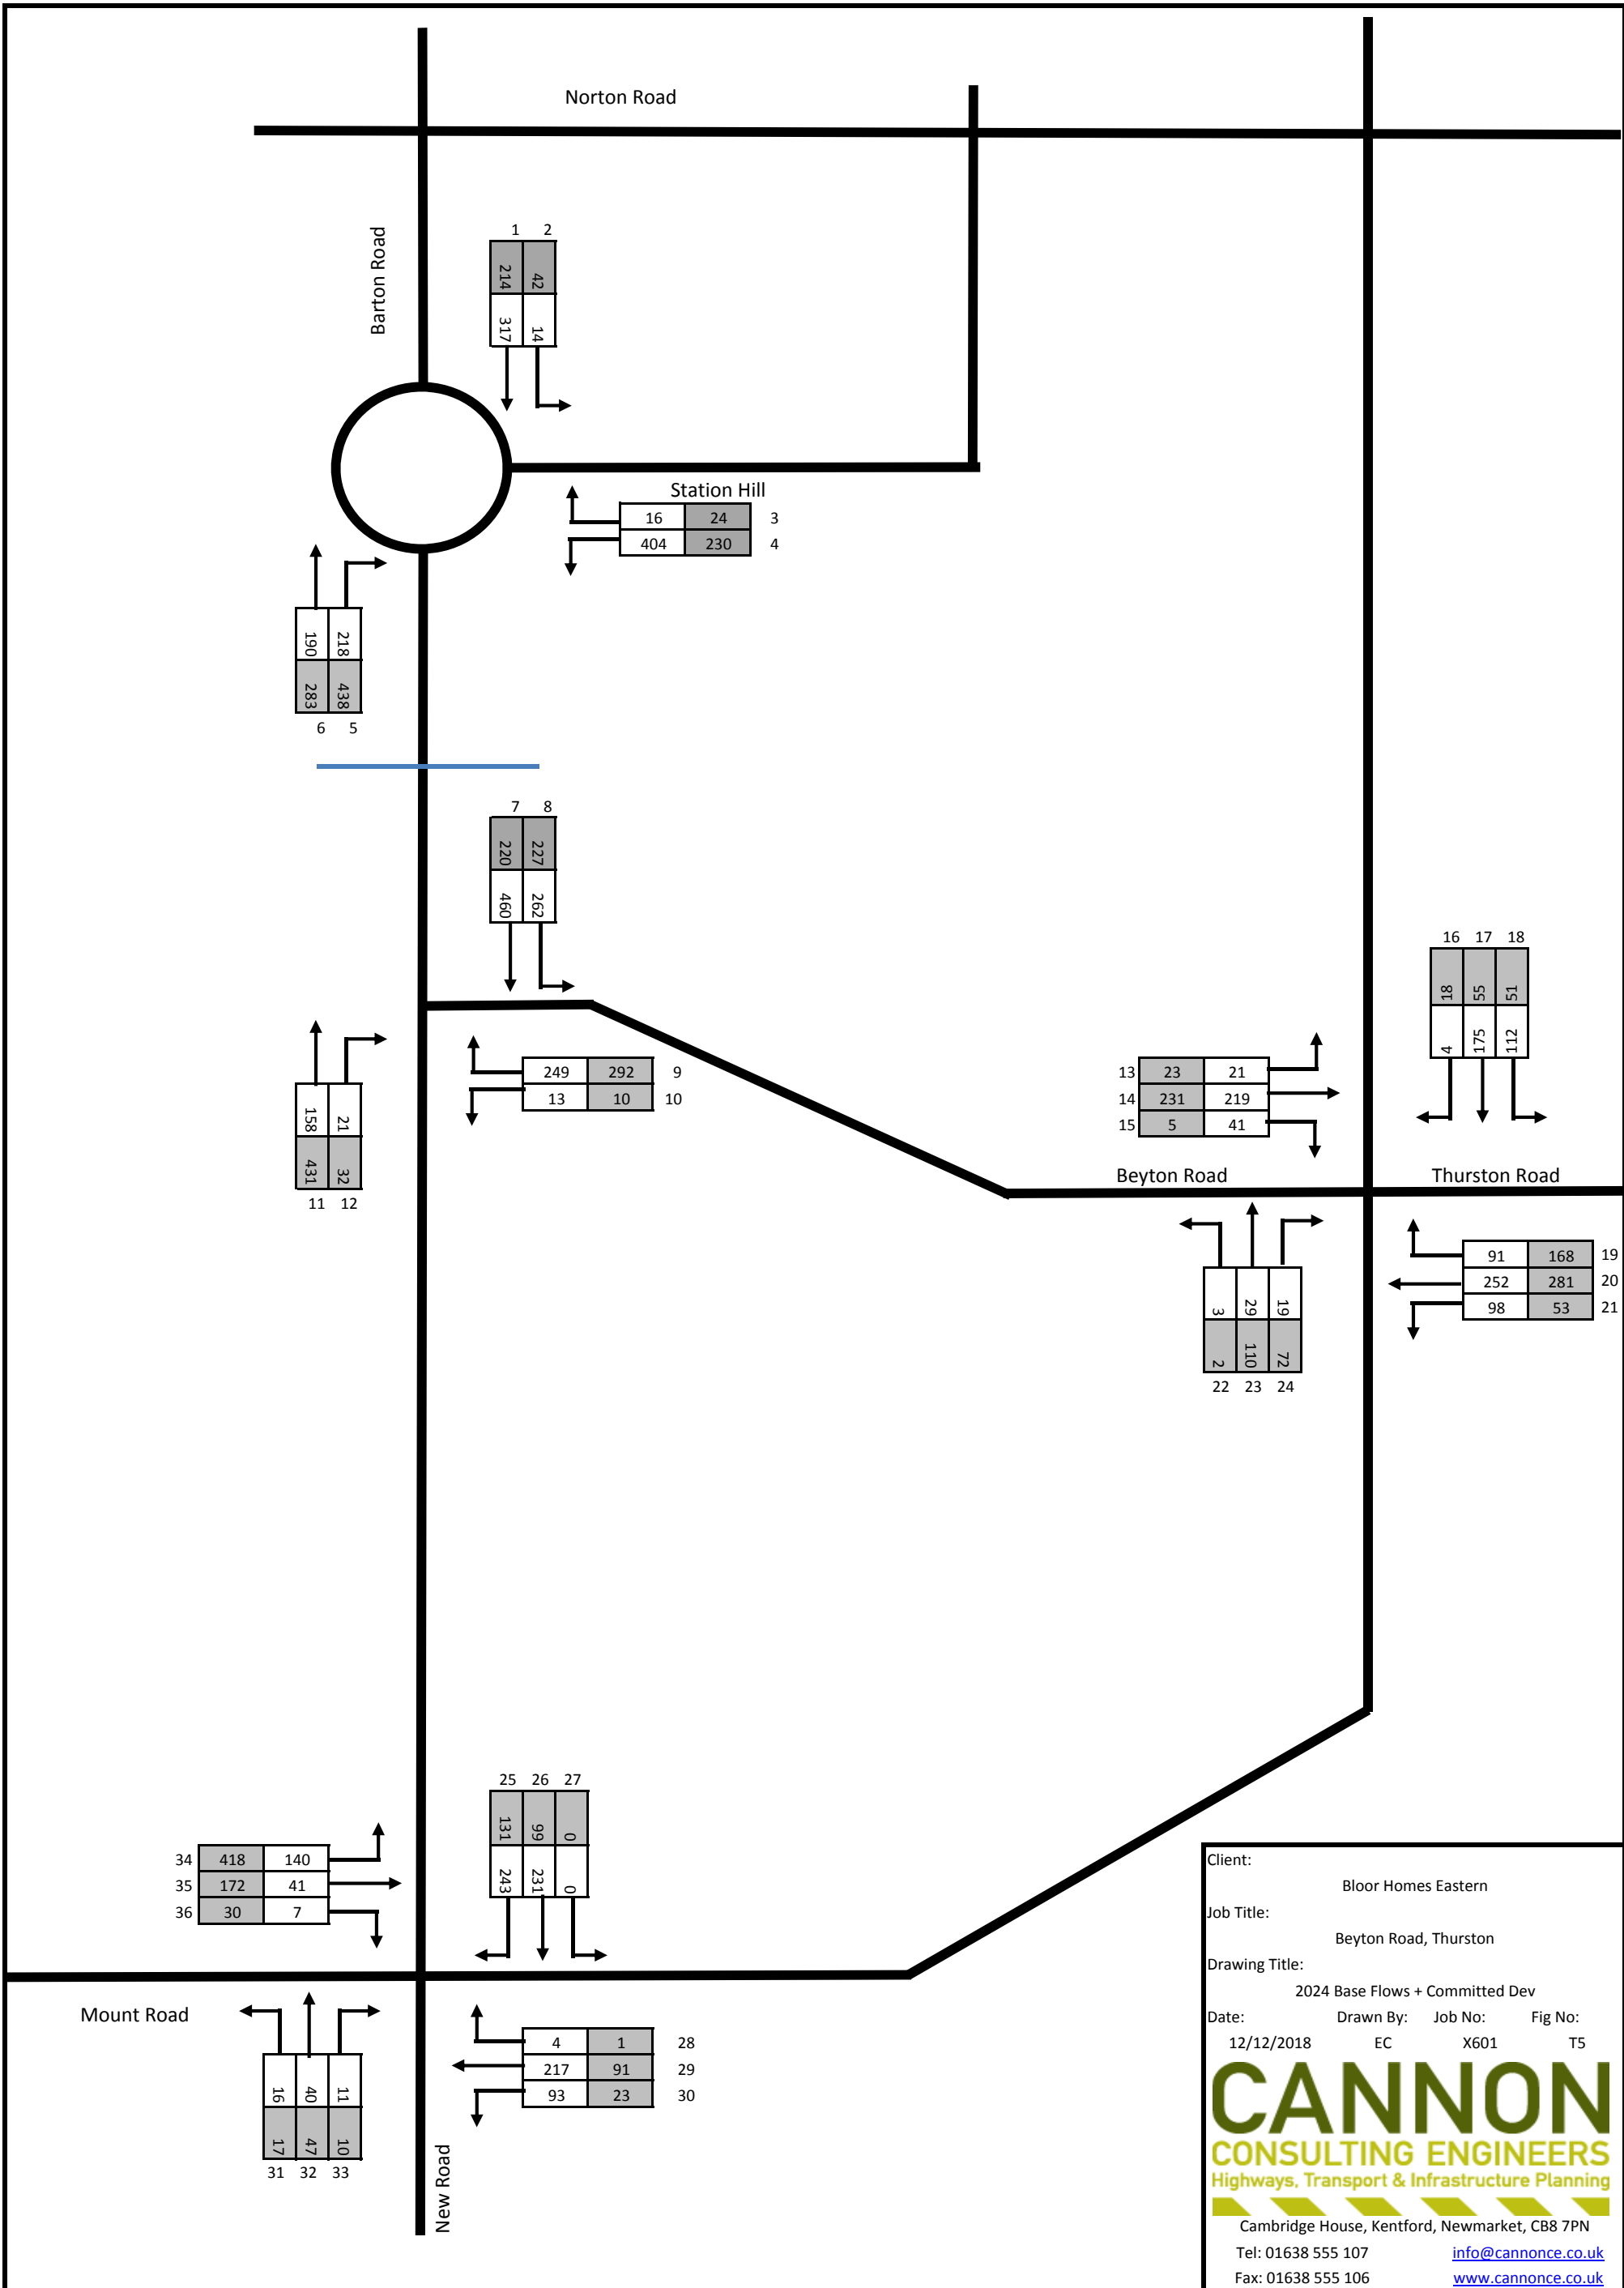 Norton Road
Barton Road
1 2
214 42
317 14
Station Hill
16 24 3
404 230 4
190 218
283 438
6 5
7 8
220 227
460 262
249 292 9
13 10 10
158 21
431 32
11 12
16 17 18
18 55 51
4 175 112
13 23 21
14 231 219
15 5 41
Beyton Road
Thurston Road
91 168 19
252 281 20
98 53 21
3 29 19
2 110 72
22 23 24
25 26 27
131 99 0
243 231 0
34 418 140
35 172 41
36 30 7
Mount Road
4 1 28
217 91 29
93 23 30
16 40 11
17 47 10
31 32 33
New Road
Client:
Bloor Homes Eastern
Job Title:
Beyton Road, Thurston
Drawing Title:
2024 Base Flows + Committed Dev
Date: Drawn By: Job No: Fig No:
12/12/2018 EC X601 T5
CANNON
CONSULTING ENGINEERS
Highways, Transport & Infrastructure Planning
Cambridge House, Kentford, Newmarket, CB8 7PN
Tel: 01638 555 107 info@cannonce.co.uk
Fax: 01638 555 106 www.cannonce.co.uk